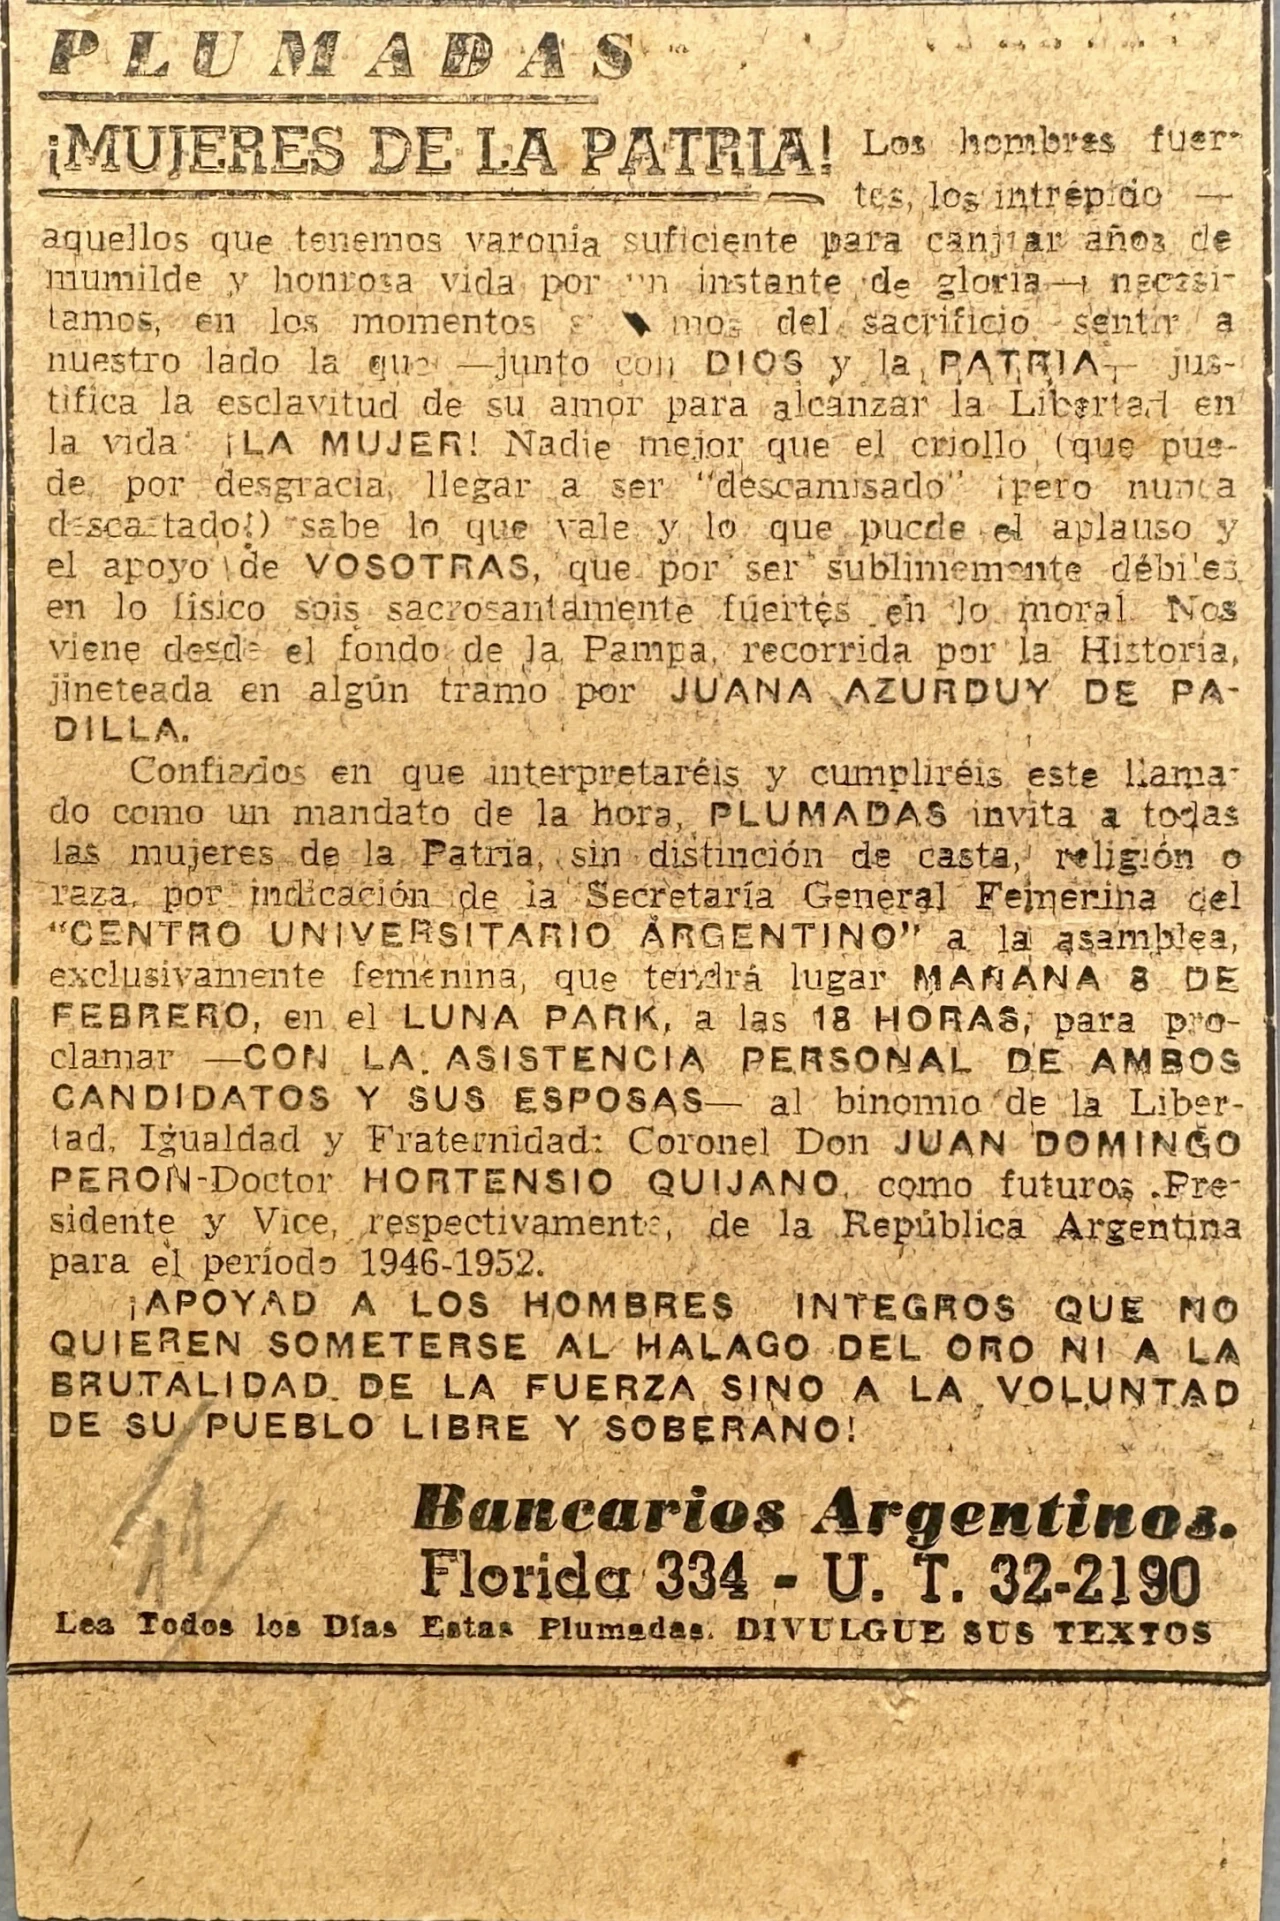 PLUMADAS
¡MUJERES DE LA PATRIA! Los hombres fuer-
tes, los intrépido —
aquellos que tenemos varonía suficiente para canjear años de
mumilde y honrosa vida por un instante de gloria— necesi-
tamos, en los momentos del sacrificio sentir a
nuestro lado la que —junto con DIOS y la PATRIA— jus-
tifica la esclavitud de su amor para alcanzar la Libertad en
la vida: ¡LA MUJER! Nadie mejor que el criollo (que pue-
de por desgracia, llegar a ser "descamisado" ¡pero nunca
descastado!) sabe lo que vale y lo que puede el aplauso y
el apoyo de VOSOTRAS, que por ser sublimemente débiles
en lo físico sois sacrosantamente fuertes en lo moral. Nos
viene desde el fondo de la Pampa, recorrida por la Historia,
jineteada en algún tramo por JUANA AZURDUY DE PA-
DILLA.
Confiados en que interpretaréis y cumpliréis este llama-
do como un mandato de la hora, PLUMADAS invita a todas
las mujeres de la Patria, sin distinción de casta, religión o
raza, por indicación de la Secretaría General Femenina del
"CENTRO UNIVERSITARIO ARGENTINO" a la asamblea,
exclusivamente femenina, que tendrá lugar MAÑANA 8 DE
FEBRERO, en el LUNA PARK, a las 18 HORAS, para pro-
clamar —CON LA ASISTENCIA PERSONAL DE AMBOS
CANDIDATOS Y SUS ESPOSAS— al binomio de la Liber-
tad, Igualdad y Fraternidad: Coronel Don JUAN DOMINGO
PERON-Doctor HORTENSIO QUIJANO, como futuros Pre-
sidente y Vice, respectivamente, de la República Argentina
para el período 1946-1952.
¡APOYAD A LOS HOMBRES INTEGROS QUE NO
QUIEREN SOMETERSE AL HALAGO DEL ORO NI A LA
BRUTALIDAD DE LA FUERZA SINO A LA VOLUNTAD
DE SU PUEBLO LIBRE Y SOBERANO!
Bancarios Argentinos.
Florida 334 - U. T. 32-2190
Lea Todos los Días Estas Plumadas. DIVULGUE SUS TEXTOS